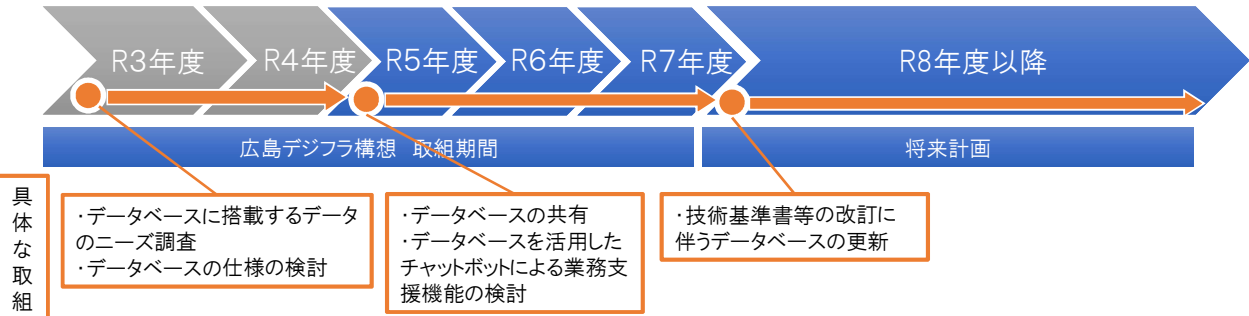 R3年度
R4年度
R5年度
R6年度
R7年度
R8年度以降
広島デジフラ構想 取組期間
将来計画
具体な取組
・データベースに搭載するデータ
のニーズ調査
・データベースの仕様の検討
・データベースの共有
・データベースを活用した
チャットボットによる業務支
援機能の検討
・技術基準書等の改訂に
伴うデータベースの更新